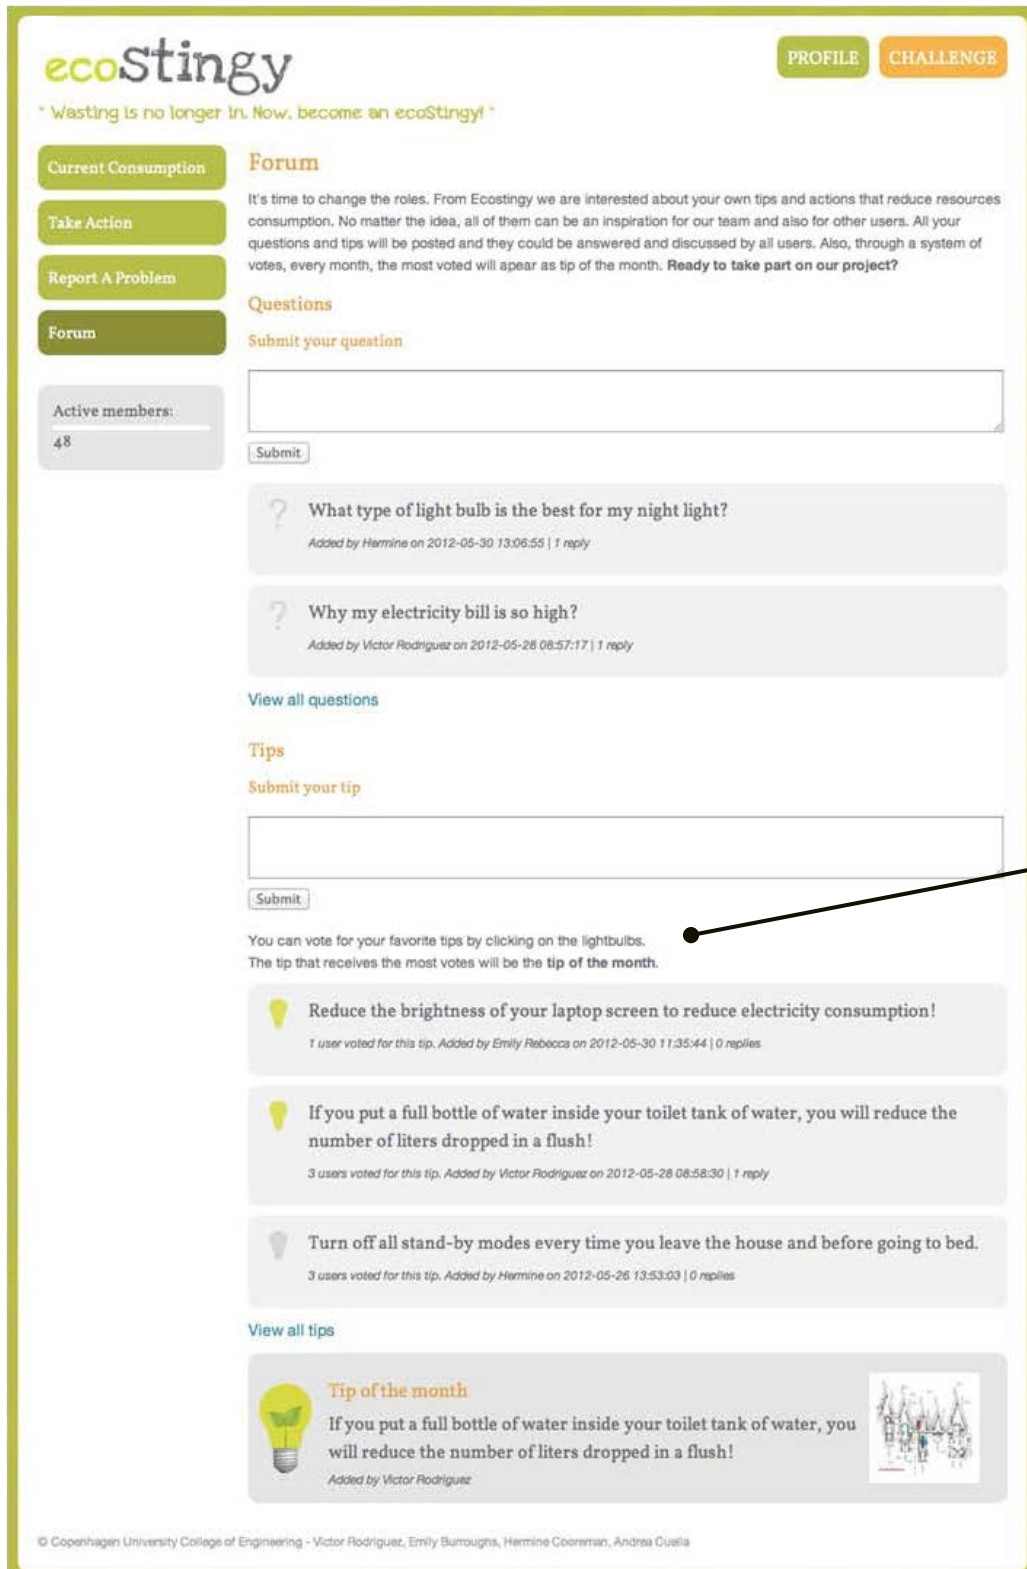 ecoStingy
PROFILE
CHALLENGE
" Wasting is no longer in. Now, become an ecoStingy! "
Current Consumption
Take Action
Report A Problem
Forum
Active members:
48
Forum
It's time to change the roles. From Ecostingy we are interested about your own tips and actions that reduce resources
consumption. No matter the idea, all of them can be an inspiration for our team and also for other users. All your
questions and tips will be posted and they could be answered and discussed by all users. Also, through a system of
votes, every month, the most voted will apear as tip of the month. Ready to take part on our project?
Questions
Submit your question
Submit
? What type of light bulb is the best for my night light?
Added by Hermine on 2012-05-30 13:06:55 | 1 reply
? Why my electricity bill is so high?
Added by Victor Rodriguez on 2012-05-28 08:57:17 | 1 reply
View all questions
Tips
Submit your tip
Submit
You can vote for your favorite tips by clicking on the lightbulbs.
The tip that receives the most votes will be the tip of the month.
Reduce the brightness of your laptop screen to reduce electricity consumption!
1 user voted for this tip. Added by Emily Rebecca on 2012-05-30 11:35:44 | 0 replies
If you put a full bottle of water inside your toilet tank of water, you will reduce the
number of liters dropped in a flush!
3 users voted for this tip. Added by Victor Rodriguez on 2012-05-28 08:58:30 | 1 reply
Turn off all stand-by modes every time you leave the house and before going to bed.
3 users voted for this tip. Added by Hermine on 2012-05-26 13:53:03 | 0 replies
View all tips
Tip of the month
If you put a full bottle of water inside your toilet tank of water, you
will reduce the number of liters dropped in a flush!
Added by Victor Rodriguez
© Copenhagen University College of Engineering - Victor Rodriguez, Emily Burroughs, Hermine Cooreman, Andrea Cuella